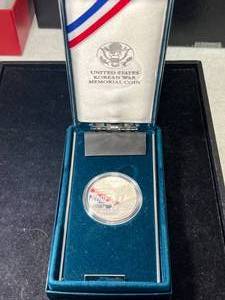 UNITED STATES
KOREAN WAR
MEMORIAL COIN